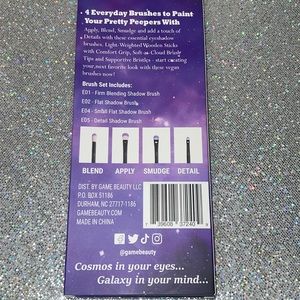 4 Everyday Brushes to Paint
Your Pretty Peepers With
Apply, Blend, Smudge and add a touch of
Details with these essential eyeshadow
brushes. Light-Weighted Wooden Sticks
with Comfort Grip, Soft-as-Cloud Brush
Tips and Supportive Bristles - start creating
your next favorite look with these vegan
brushes now!
Brush Set Includes:
E01 - Firm Blending Shadow Brush
E02 - Flat Shadow Brush
E04 - Small Flat Shadow Brush
E05 - Detail Shadow Brush
BLEND APPLY SMUDGE DETAIL
DIST. BY GAME BEAUTY LLC
P.O. BOX 51186
DURHAM, NC 27717-1186
GAMEBEAUTY.COM
MADE IN CHINA
39608 07240
@gamebeauty
Cosmos in your eyes...
Galaxy in your mind...